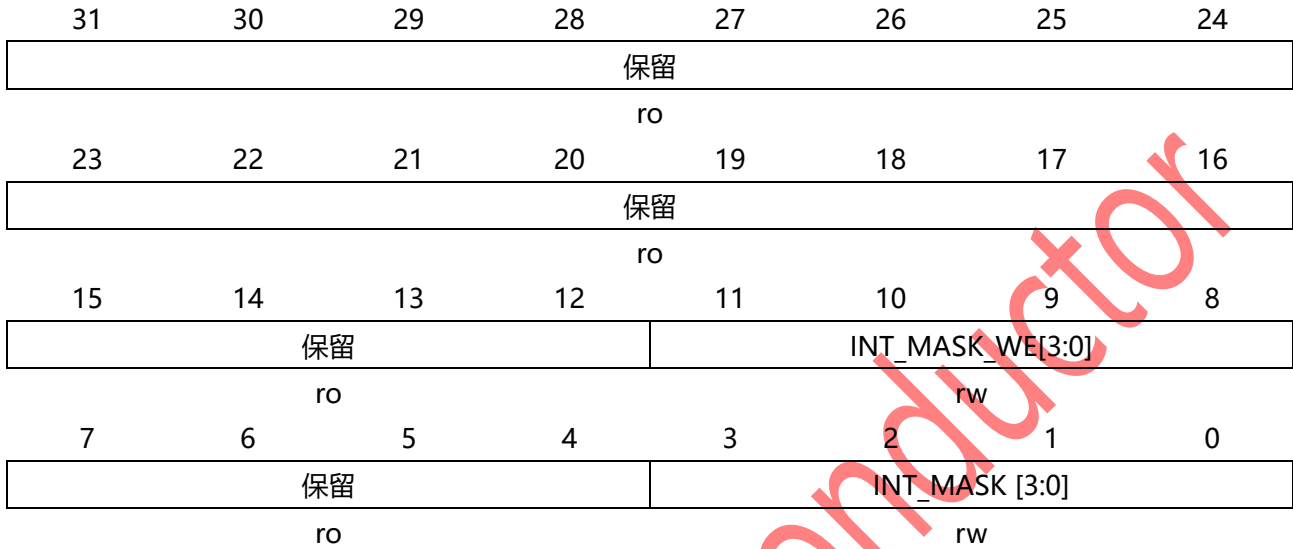 31 30 29 28 27 26 25 24
保留
ro
23 22 21 20 19 18 17 16
保留
ro
15 14 13 12 11 10 9 8
保留 INT_MASK_WE[3:0]
ro rw
7 6 5 4 3 2 1 0
保留 INT_MASK [3:0]
ro rw
onductor